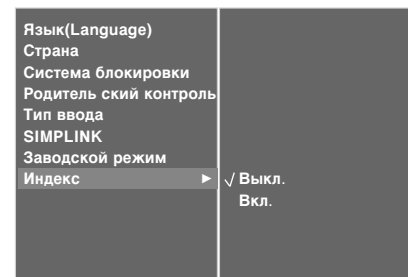 Язык(Language)
Страна
Система блокировки
Родитель ский контроль
Тип ввода
SIMPLINK
Заводской режим
Индекс ► √ Выкл.
Вкл.